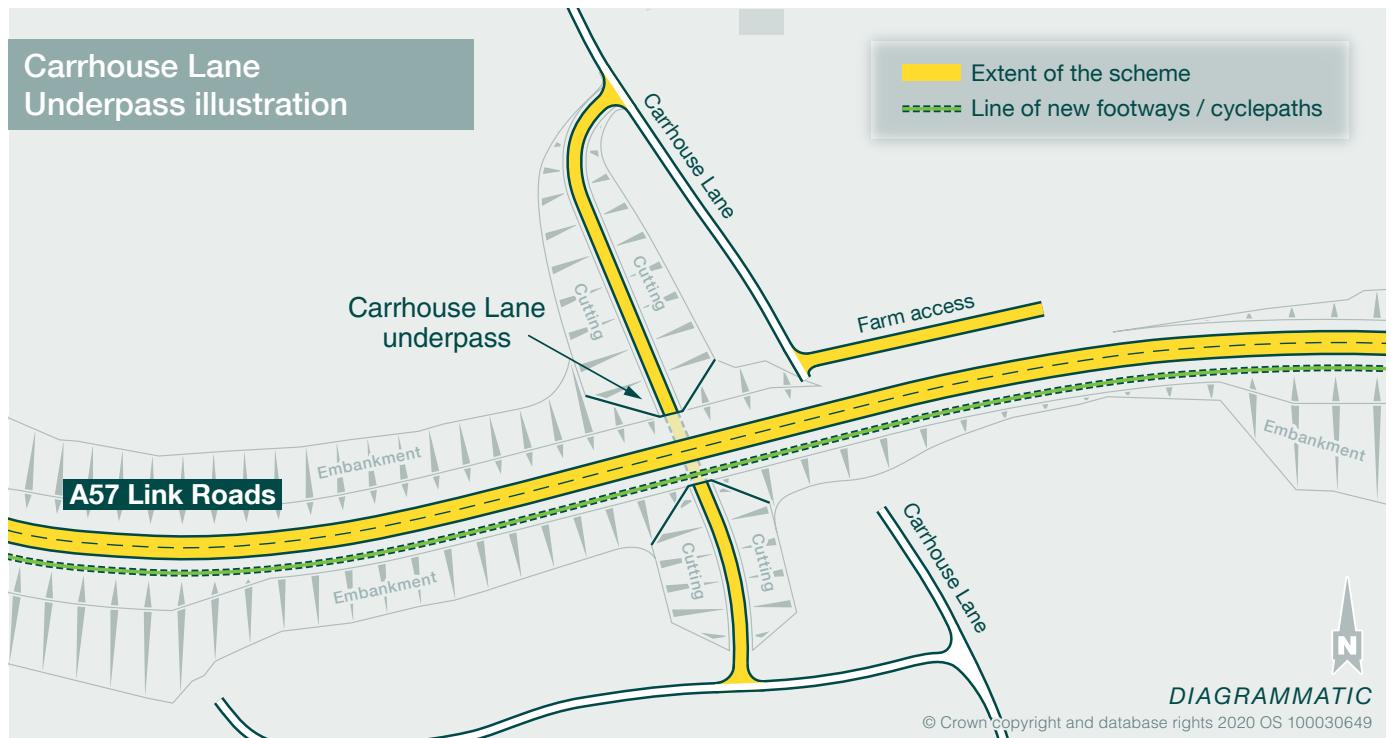 Carrhouse Lane
Underpass illustration
Extent of the scheme
Line of new footways / cyclepaths
Carrhouse Lane
Cutting
Cutting
Carrhouse Lane
underpass
Farm access
Embankment
Embankment
A57 Link Roads
Embankment
Cutting
Cutting
Carrhouse Lane
N
DIAGRAMMATIC
© Crown copyright and database rights 2020 OS 100030649